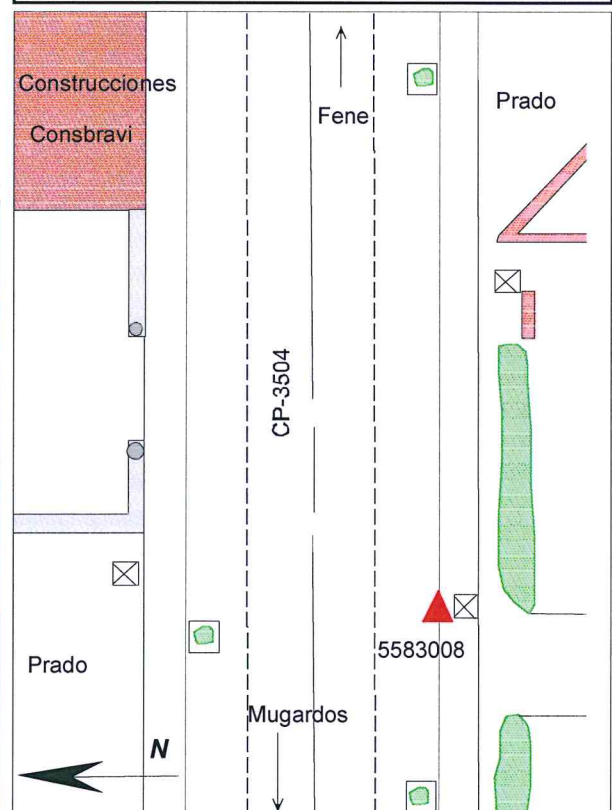 Construcciones
Consbravi
Fene
Prado
CP-3504
5583008
Prado
Mugardos
N